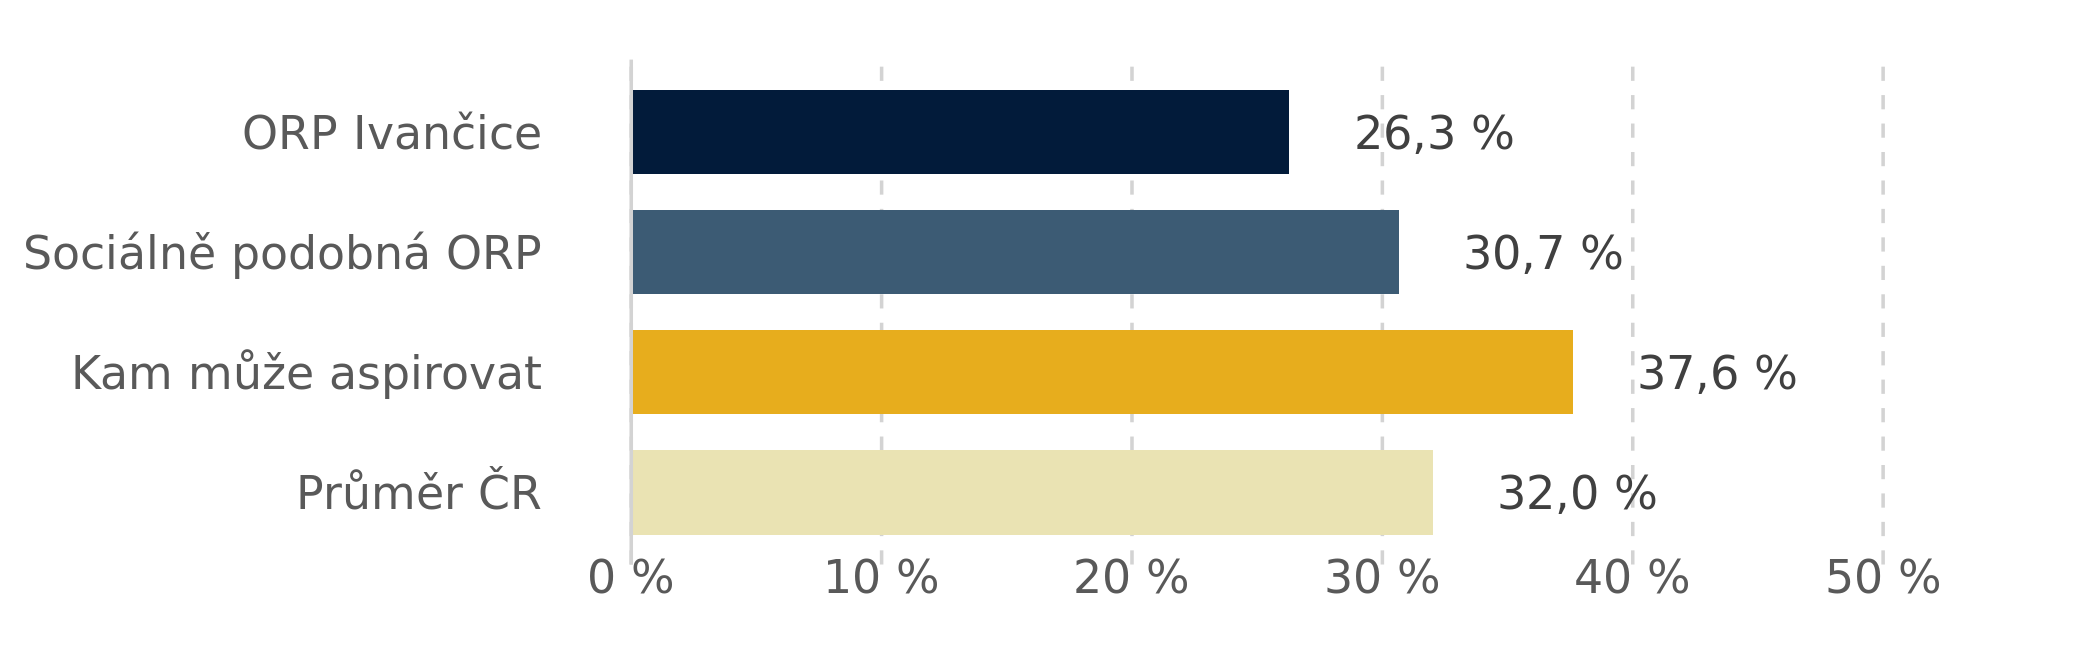 ORP Ivančice 26,3 %
Sociálně podobná ORP 30,7 %
Kam může aspirovat 37,6 %
Průměr ČR 32,0 %
0 % 10 % 20 % 30 % 40 % 50 %